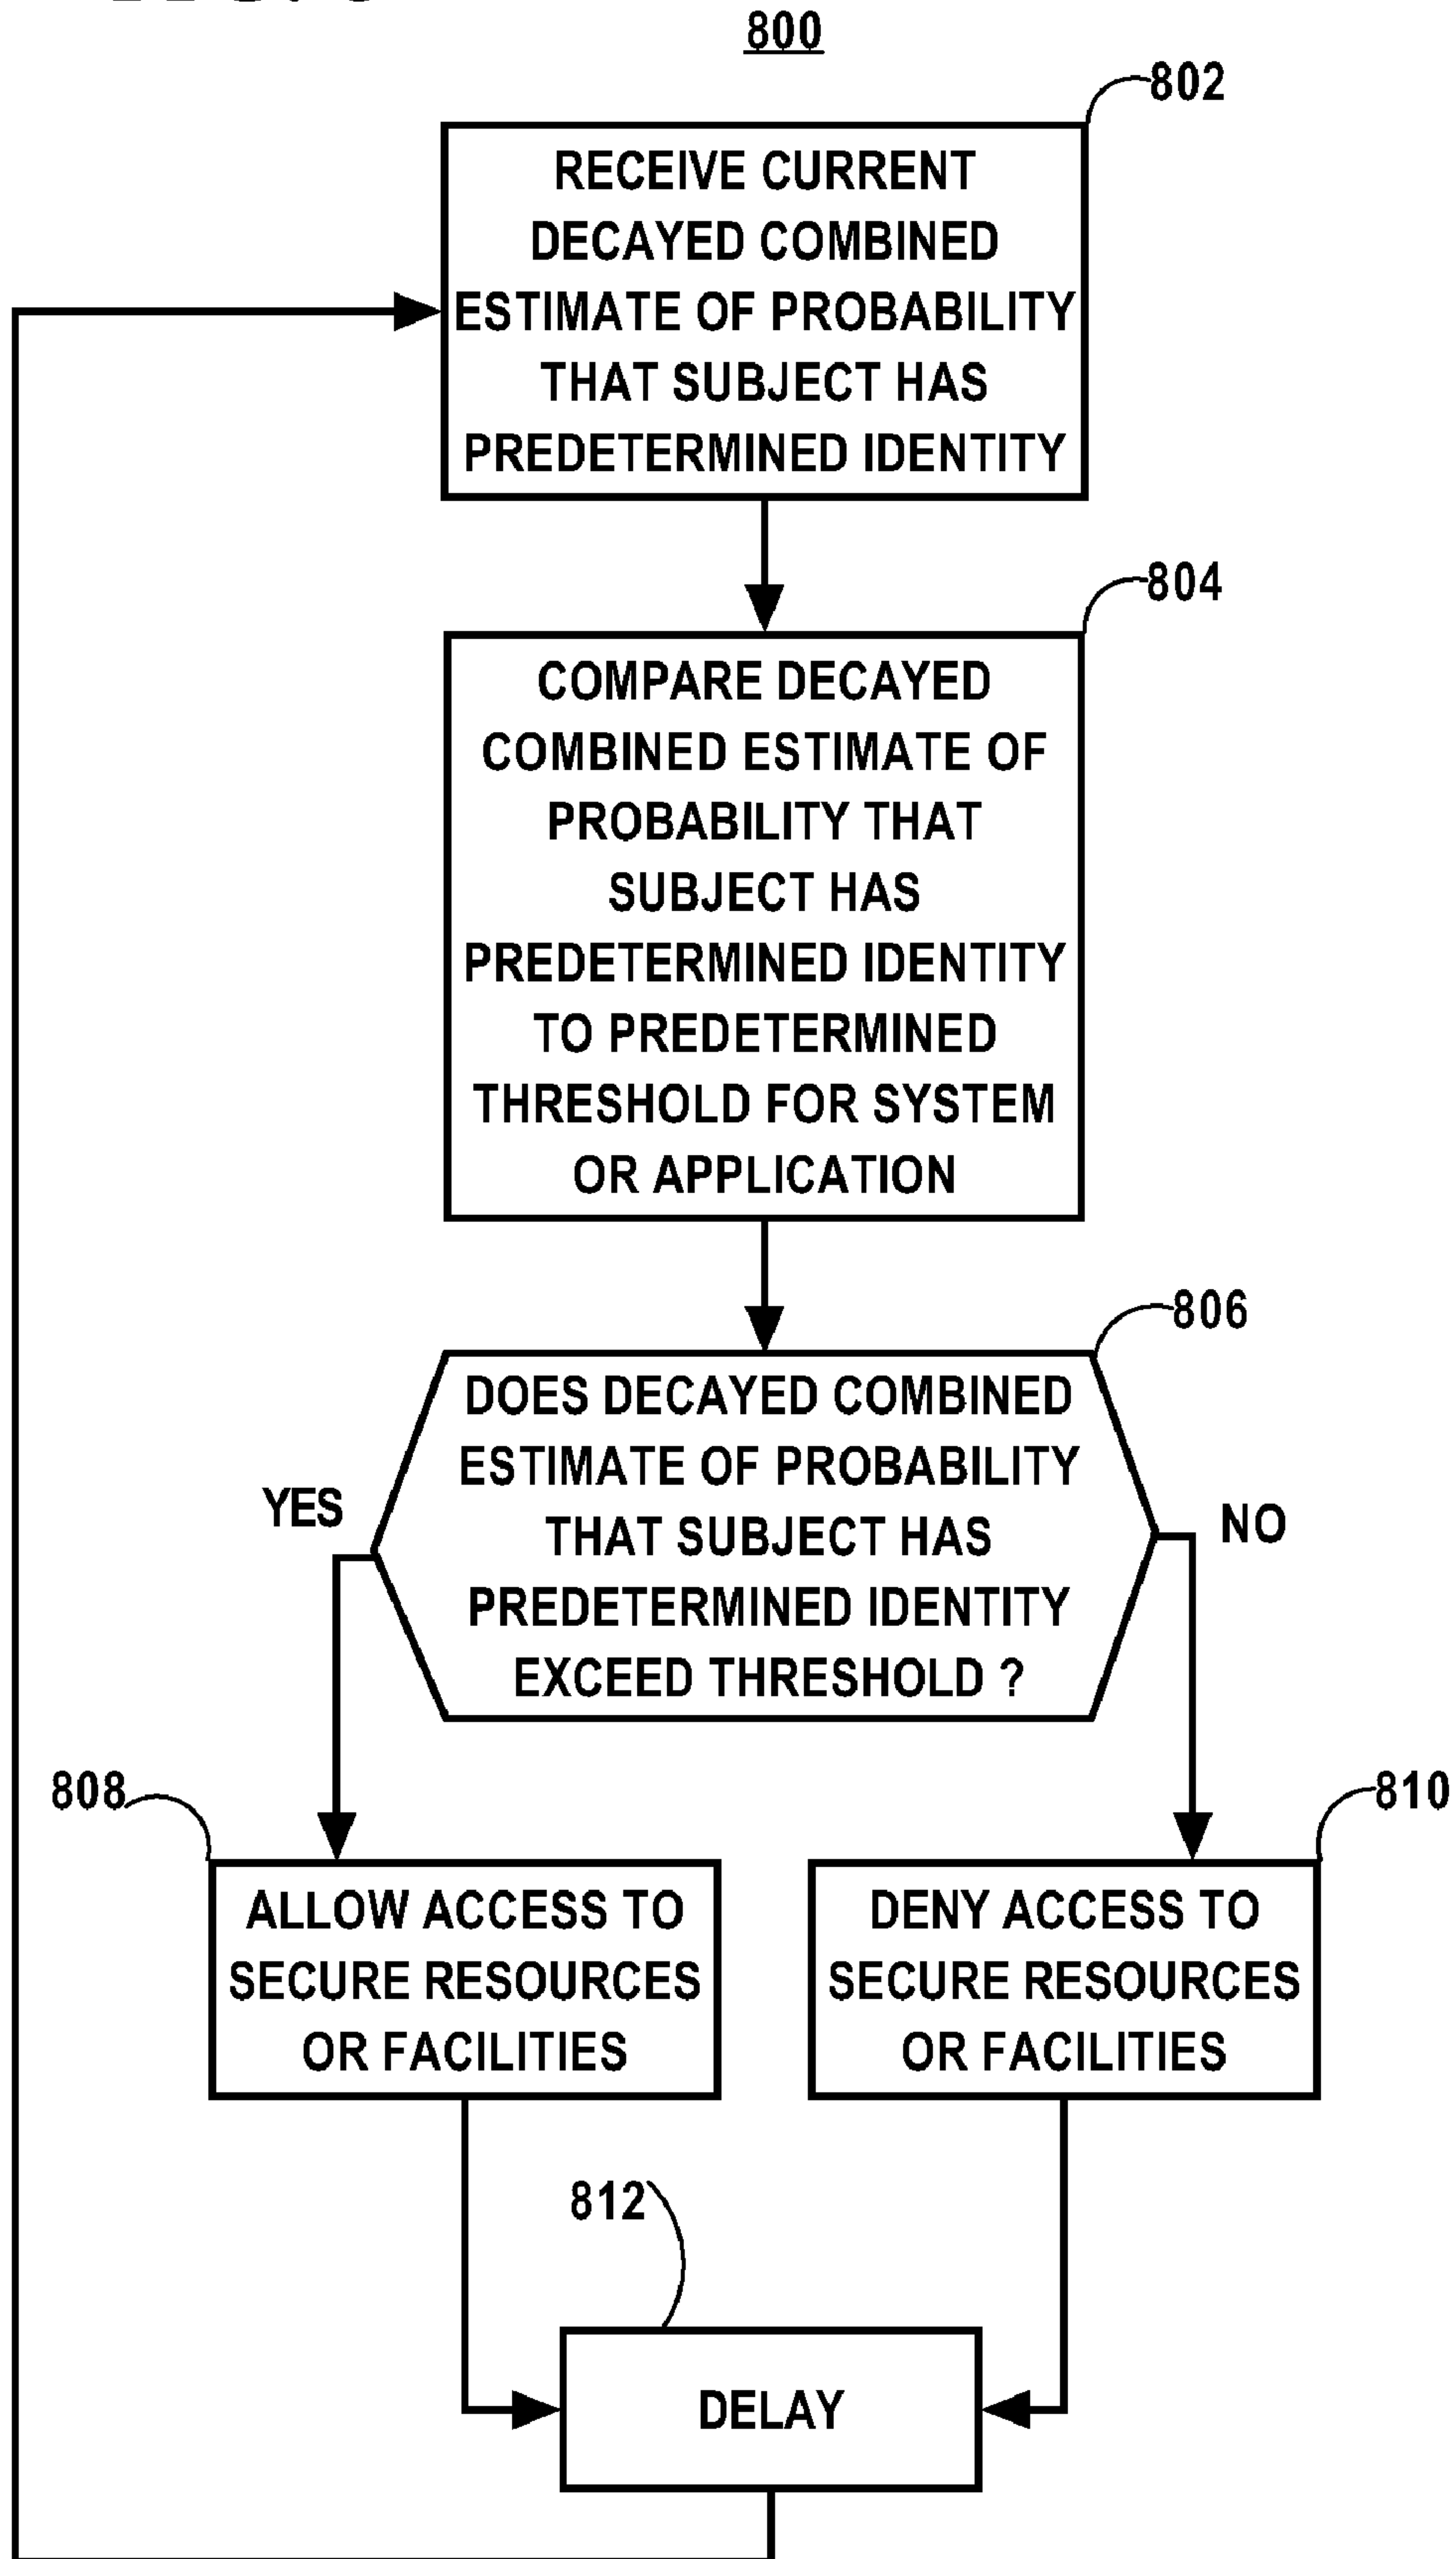 800
802
RECEIVE CURRENT
DECAYED COMBINED
ESTIMATE OF PROBABILITY
THAT SUBJECT HAS
PREDETERMINED IDENTITY
804
COMPARE DECAYED
COMBINED ESTIMATE OF
PROBABILITY THAT
SUBJECT HAS
PREDETERMINED IDENTITY
TO PREDETERMINED
THRESHOLD FOR SYSTEM
OR APPLICATION
806
DOES DECAYED COMBINED
ESTIMATE OF PROBABILITY
THAT SUBJECT HAS
PREDETERMINED IDENTITY
EXCEED THRESHOLD ?
YES
NO
808
ALLOW ACCESS TO
SECURE RESOURCES
OR FACILITIES
810
DENY ACCESS TO
SECURE RESOURCES
OR FACILITIES
812
DELAY